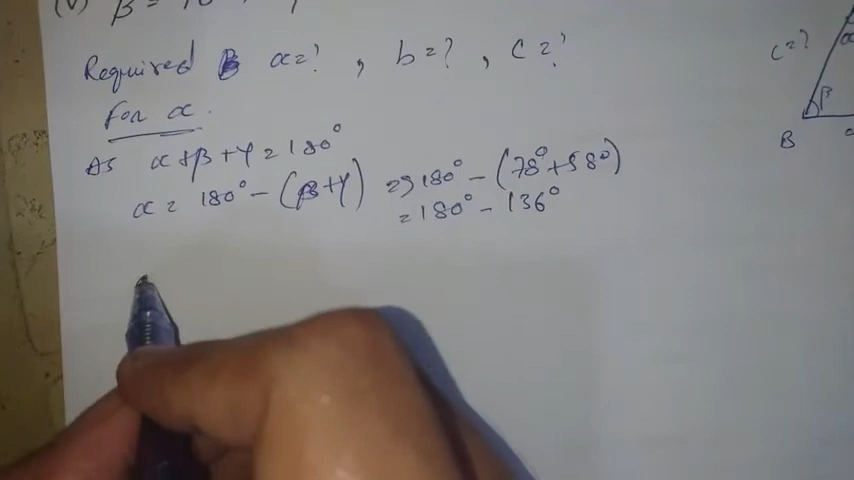 (v) β =
Required α=? , b=? , c=?
For α.
As α+β+γ=180°
α= 180°-(β+γ) => 180°-(78°+58°)
=180°-136°
c=?
α
β
B
a